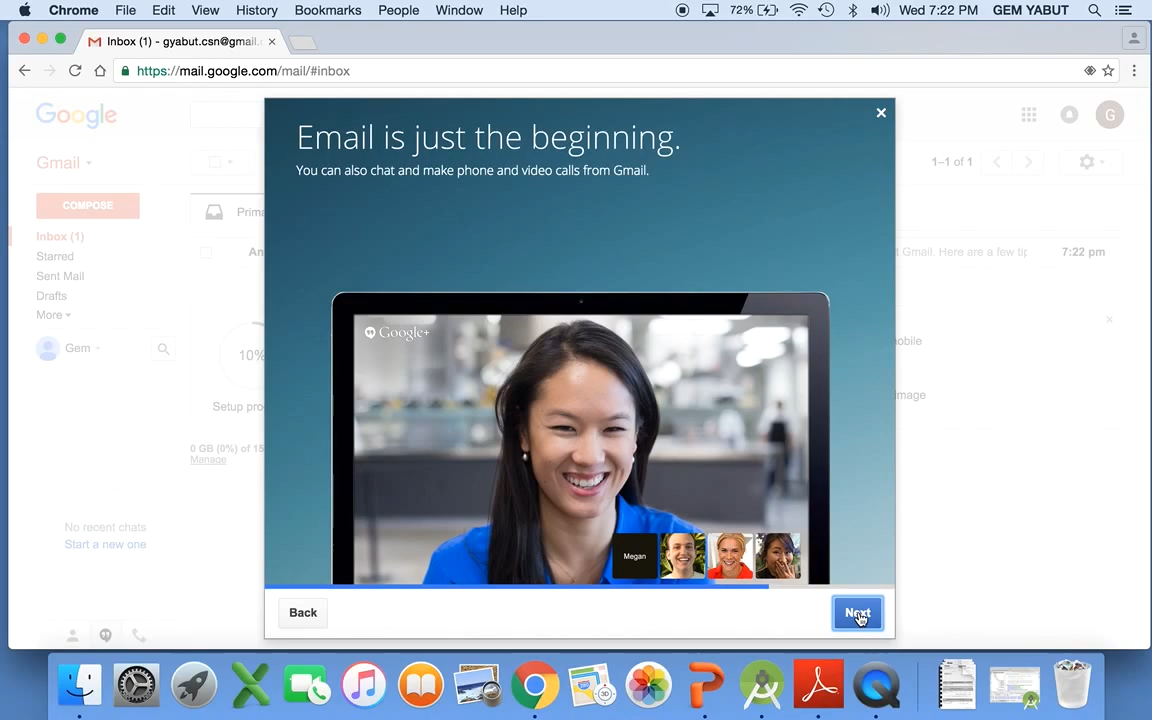 Chrome File Edit View History Bookmarks People Window Help 72% Wed 7:22 PM GEM YABUT
Inbox (1) - gyabut.csn@gmail.c
https://mail.google.com/mail/#inbox
Google
G
Gmail
1–1 of 1
COMPOSE
Prima
Inbox (1)
Starred
Sent Mail
Drafts
More
Gem
An
t Gmail. Here are a few tip
7:22 pm
10%
obile
mage
Setup pro
0 GB (0%) of 15
Manage
No recent chats
Start a new one
Email is just the beginning.
You can also chat and make phone and video calls from Gmail.
Google+
Megan
Back
Next
3D